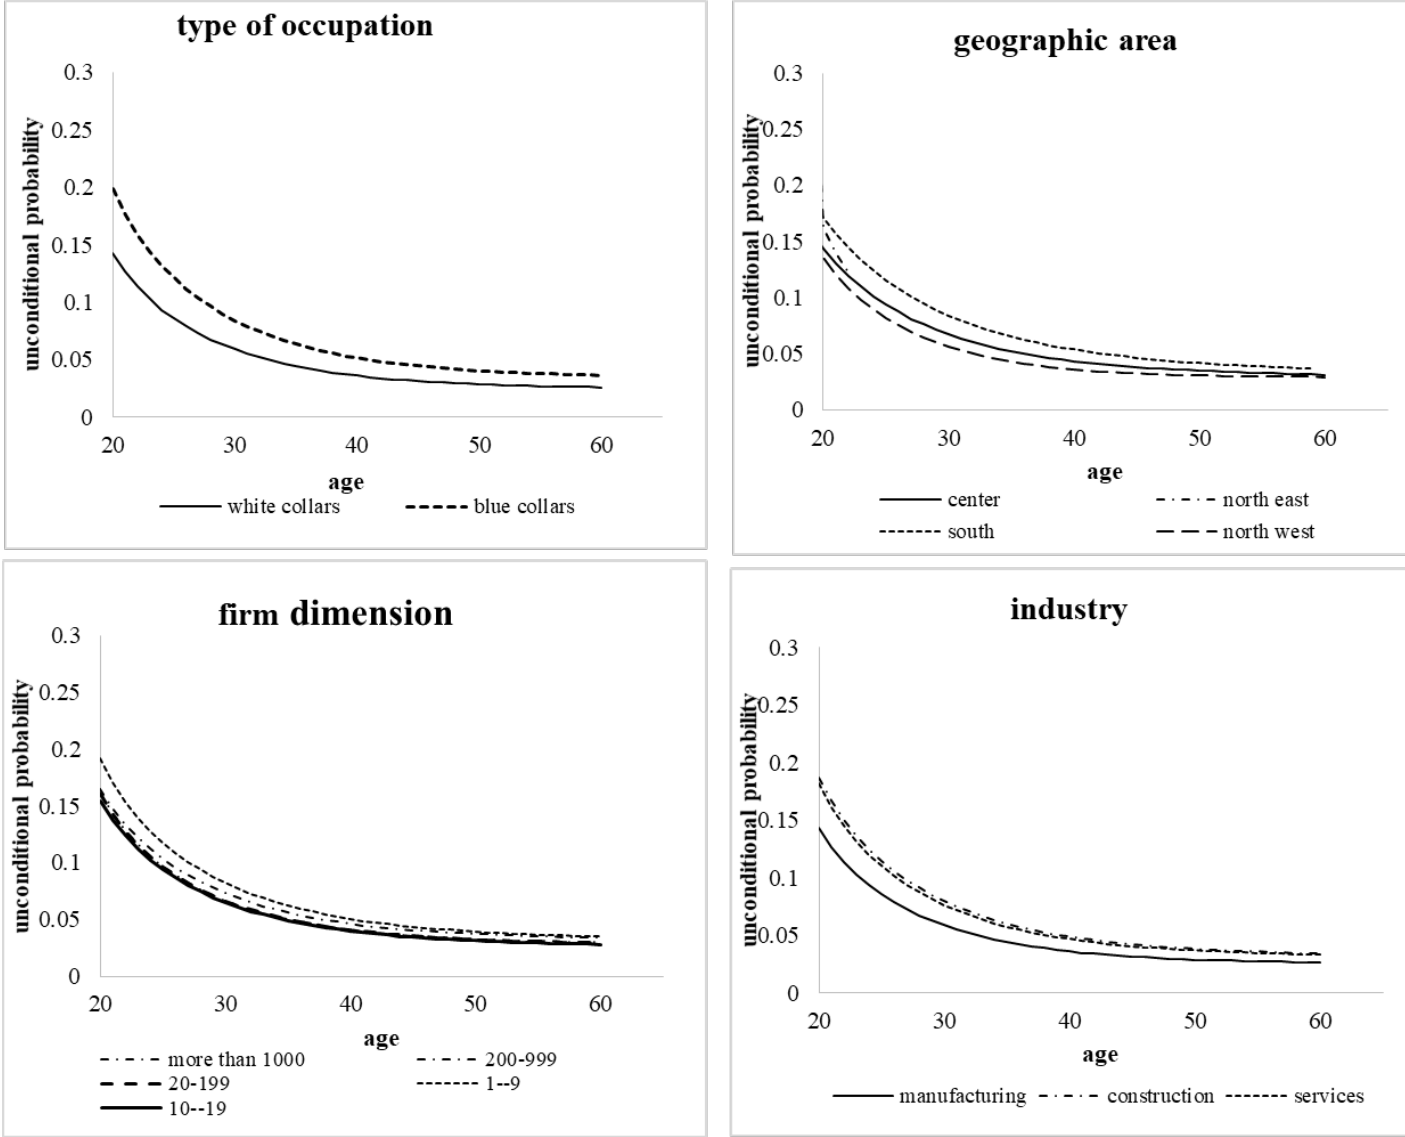 type of occupation
unconditional probability
0.3
0.25
0.2
0.15
0.1
0.05
0
20 30 40 50 60
age
white collars blue collars
geographic area
unconditional probability
0.3
0.25
0.2
0.15
0.1
0.05
0
20 30 40 50 60
age
center north east
south north west
firm dimension
unconditional probability
0.3
0.25
0.2
0.15
0.1
0.05
0
20 30 40 50 60
age
more than 1000 200-999
20-199 1--9
10--19
industry
unconditional probability
0.3
0.25
0.2
0.15
0.1
0.05
0
20 30 40 50 60
age
manufacturing construction services